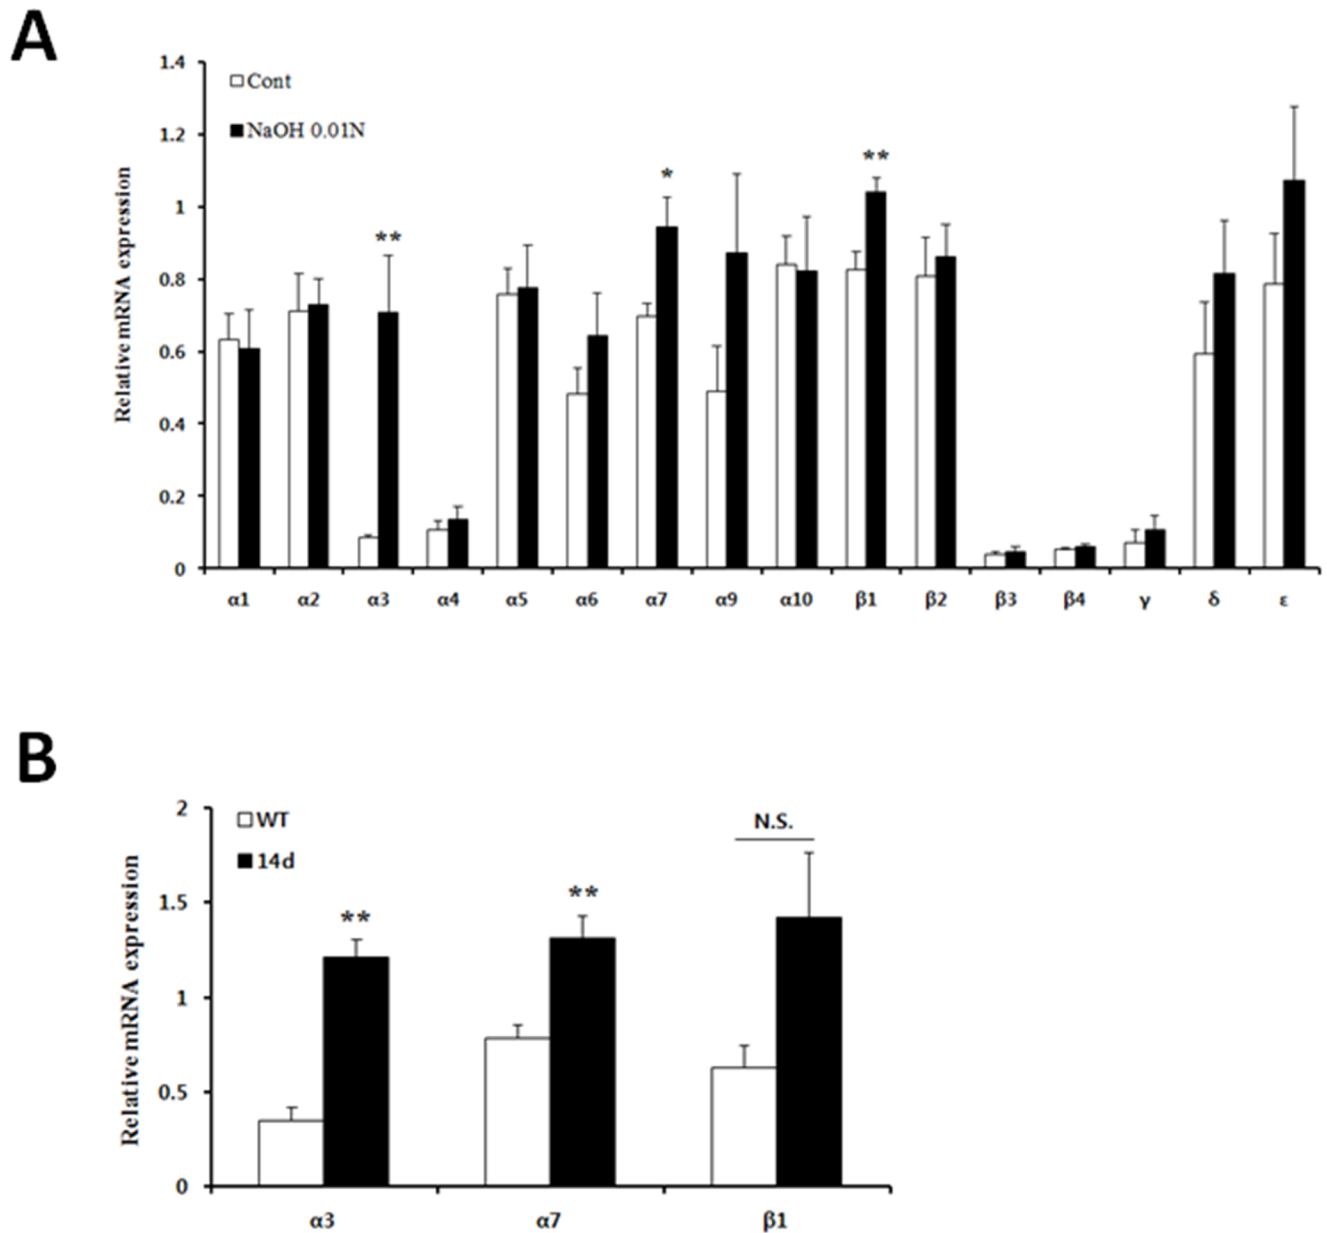 A
1.4
1.2
1
0.8
0.6
0.4
0.2
0
Relative mRNA expression
Cont
NaOH 0.01N
**
*
**
α1 α2 α3 α4 α5 α6 α7 α9 α10 β1 β2 β3 β4 γ δ ε
B
2
1.5
1
0.5
0
Relative mRNA expression
WT
14d
**
**
N.S.
α3 α7 β1